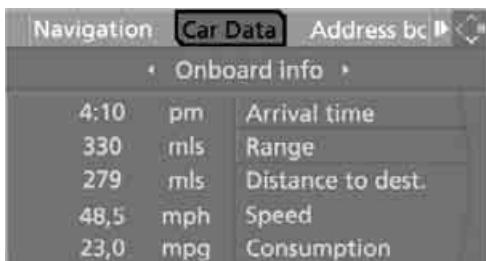 Navigation Car Data Address bc
Onboard info
4:10 pm Arrival time
330 mls Range
279 mls Distance to dest.
48,5 mph Speed
23,0 mpg Consumption